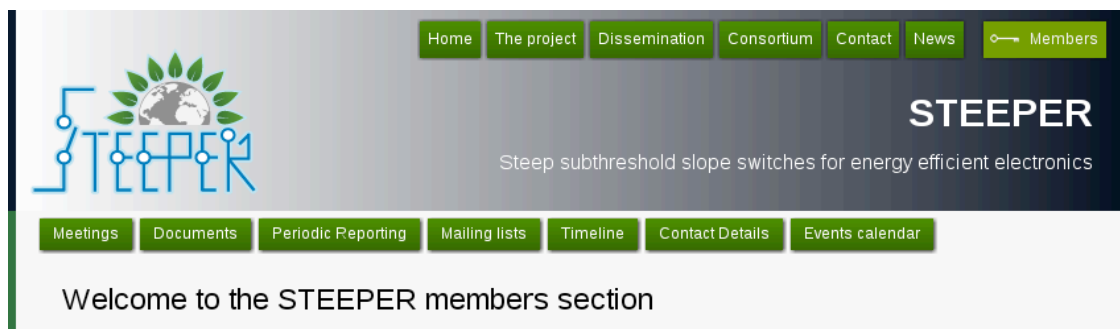 Home The project Dissemination Consortium Contact News Members
STEEPER
STEEPER
Steep subthreshold slope switches for energy efficient electronics
Meetings Documents Periodic Reporting Mailing lists Timeline Contact Details Events calendar
Welcome to the STEEPER members section